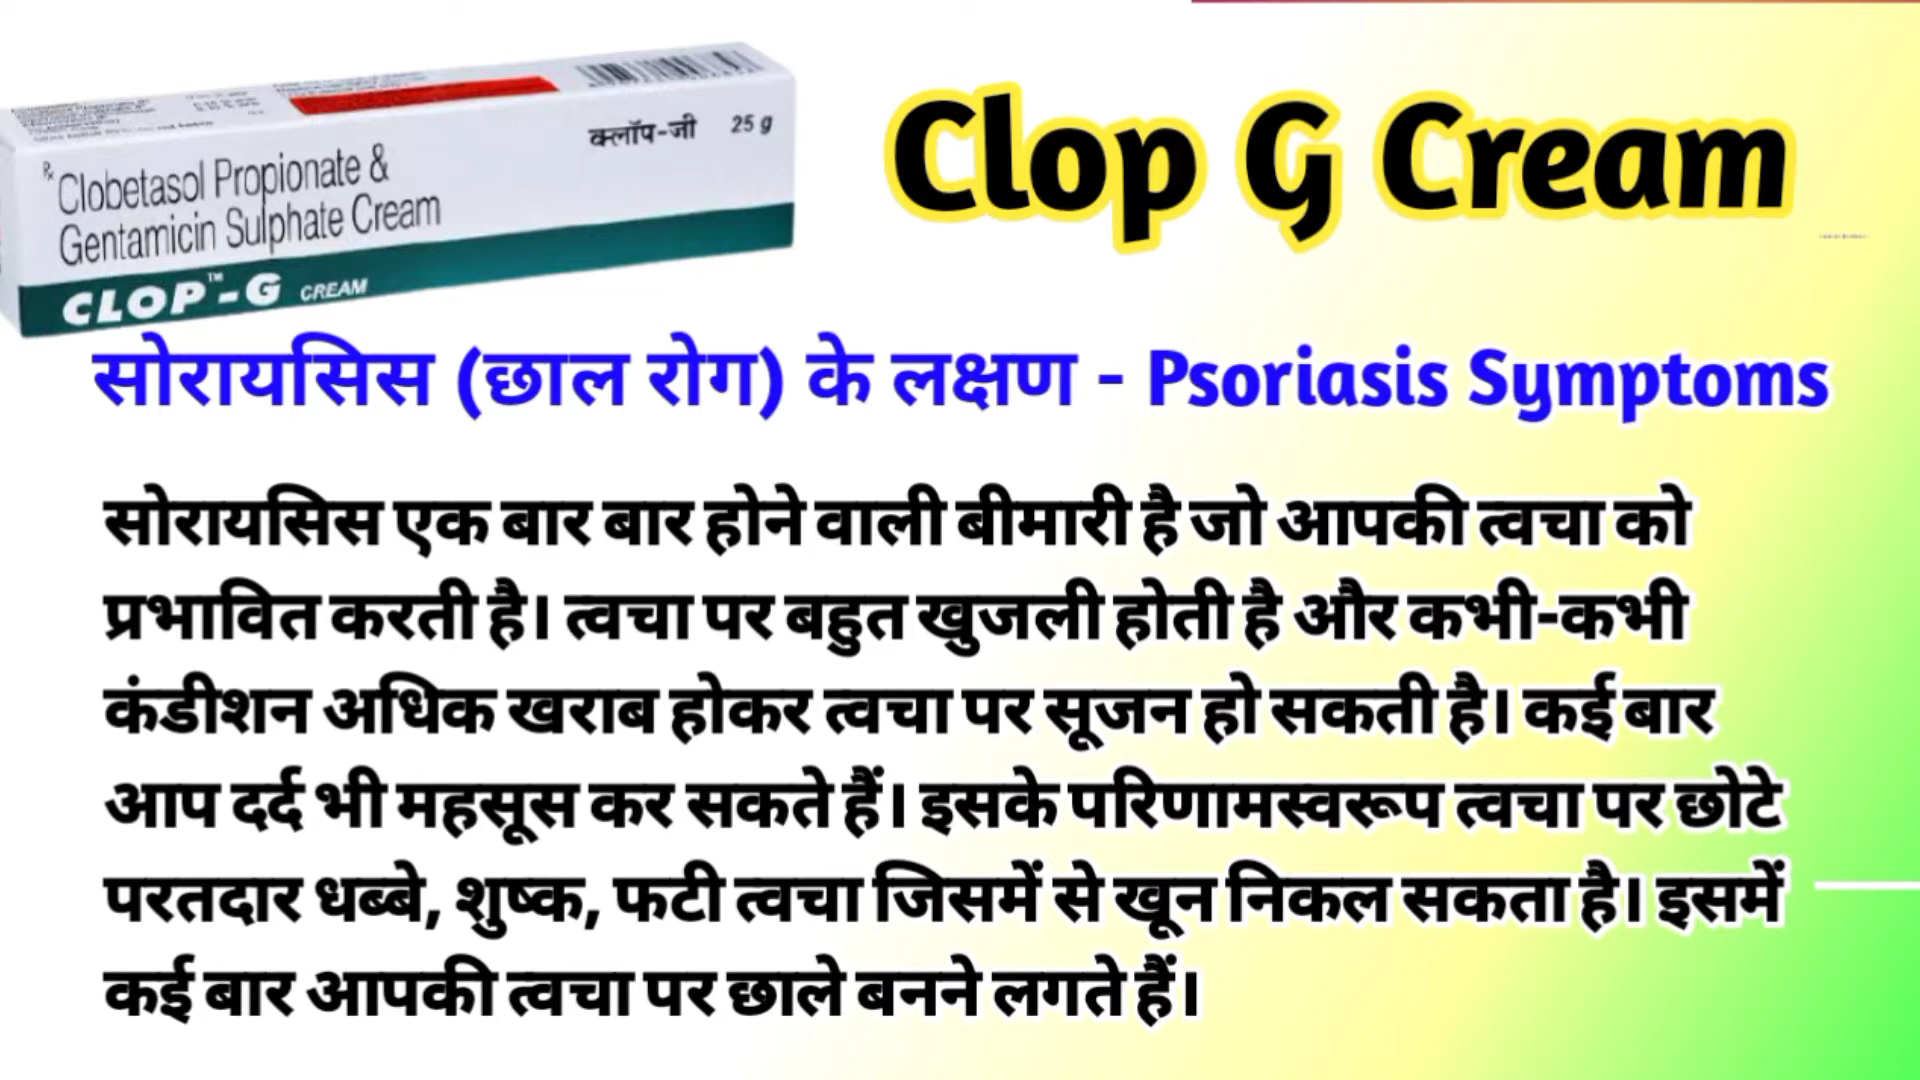 Clobetasol Propionate &
Gentamicin Sulphate Cream
CLOP™-G CREAM
क्लॉप-जी 25 g
Clop G Cream
सोरायसिस (छाल रोग) के लक्षण - Psoriasis Symptoms
सोरायसिस एक बार बार होने वाली बीमारी है जो आपकी त्वचा को
प्रभावित करती है। त्वचा पर बहुत खुजली होती है और कभी-कभी
कंडीशन अधिक खराब होकर त्वचा पर सूजन हो सकती है। कई बार
आप दर्द भी महसूस कर सकते हैं। इसके परिणामस्वरूप त्वचा पर छोटे
परतदार धब्बे, शुष्क, फटी त्वचा जिसमें से खून निकल सकता है। इसमें
कई बार आपकी त्वचा पर छाले बनने लगते हैं।